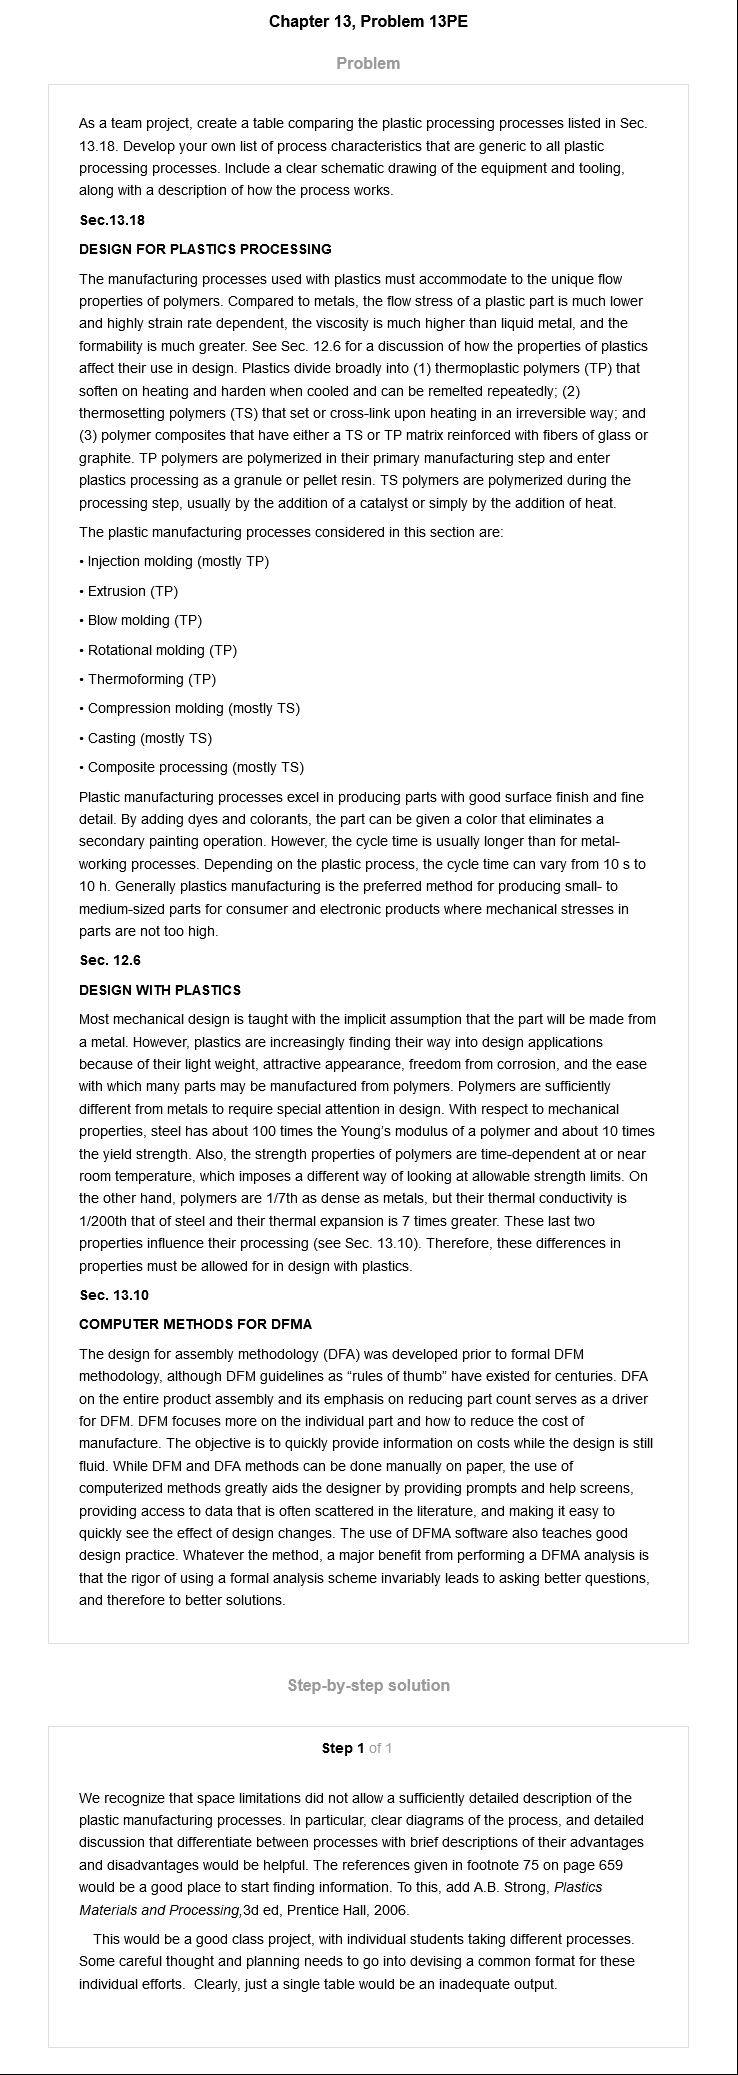 Chapter 13, Problem 13PE
Problem
As a team project, create a table comparing the plastic processing processes listed in Sec.
13.18. Develop your own list of process characteristics that are generic to all plastic
processing processes. Include a clear schematic drawing of the equipment and tooling,
along with a description of how the process works.
Sec.13.18
DESIGN FOR PLASTICS PROCESSING
The manufacturing processes used with plastics must accommodate to the unique flow
properties of polymers. Compared to metals, the flow stress of a plastic part is much lower
and highly strain rate dependent, the viscosity is much higher than liquid metal, and the
formability is much greater. See Sec. 12.6 for a discussion of how the properties of plastics
affect their use in design. Plastics divide broadly into (1) thermoplastic polymers (TP) that
soften on heating and harden when cooled and can be remelted repeatedly; (2)
thermosetting polymers (TS) that set or cross-link upon heating in an irreversible way; and
(3) polymer composites that have either a TS or TP matrix reinforced with fibers of glass or
graphite. TP polymers are polymerized in their primary manufacturing step and enter
plastics processing as a granule or pellet resin. TS polymers are polymerized during the
processing step, usually by the addition of a catalyst or simply by the addition of heat.
The plastic manufacturing processes considered in this section are:
• Injection molding (mostly TP)
• Extrusion (TP)
• Blow molding (TP)
• Rotational molding (TP)
• Thermoforming (TP)
• Compression molding (mostly TS)
• Casting (mostly TS)
• Composite processing (mostly TS)
Plastic manufacturing processes excel in producing parts with good surface finish and fine
detail. By adding dyes and colorants, the part can be given a color that eliminates a
secondary painting operation. However, the cycle time is usually longer than for metal-
working processes. Depending on the plastic process, the cycle time can vary from 10 s to
10 h. Generally plastics manufacturing is the preferred method for producing small- to
medium-sized parts for consumer and electronic products where mechanical stresses in
parts are not too high.
Sec. 12.6
DESIGN WITH PLASTICS
Most mechanical design is taught with the implicit assumption that the part will be made from
a metal. However, plastics are increasingly finding their way into design applications
because of their light weight, attractive appearance, freedom from corrosion, and the ease
with which many parts may be manufactured from polymers. Polymers are sufficiently
different from metals to require special attention in design. With respect to mechanical
properties, steel has about 100 times the Young's modulus of a polymer and about 10 times
the yield strength. Also, the strength properties of polymers are time-dependent at or near
room temperature, which imposes a different way of looking at allowable strength limits. On
the other hand, polymers are 1/7th as dense as metals, but their thermal conductivity is
1/200th that of steel and their thermal expansion is 7 times greater. These last two
properties influence their processing (see Sec. 13.10). Therefore, these differences in
properties must be allowed for in design with plastics.
Sec. 13.10
COMPUTER METHODS FOR DFMA
The design for assembly methodology (DFA) was developed prior to formal DFM
methodology, although DFM guidelines as “rules of thumb” have existed for centuries. DFA
on the entire product assembly and its emphasis on reducing part count serves as a driver
for DFM. DFM focuses more on the individual part and how to reduce the cost of
manufacture. The objective is to quickly provide information on costs while the design is still
fluid. While DFM and DFA methods can be done manually on paper, the use of
computerized methods greatly aids the designer by providing prompts and help screens,
providing access to data that is often scattered in the literature, and making it easy to
quickly see the effect of design changes. The use of DFMA software also teaches good
design practice. Whatever the method, a major benefit from performing a DFMA analysis is
that the rigor of using a formal analysis scheme invariably leads to asking better questions,
and therefore to better solutions.
Step-by-step solution
Step 1 of 1
We recognize that space limitations did not allow a sufficiently detailed description of the
plastic manufacturing processes. In particular, clear diagrams of the process, and detailed
discussion that differentiate between processes with brief descriptions of their advantages
and disadvantages would be helpful. The references given in footnote 75 on page 659
would be a good place to start finding information. To this, add A.B. Strong, Plastics
Materials and Processing,3d ed, Prentice Hall, 2006.
This would be a good class project, with individual students taking different processes.
Some careful thought and planning needs to go into devising a common format for these
individual efforts. Clearly, just a single table would be an inadequate output.